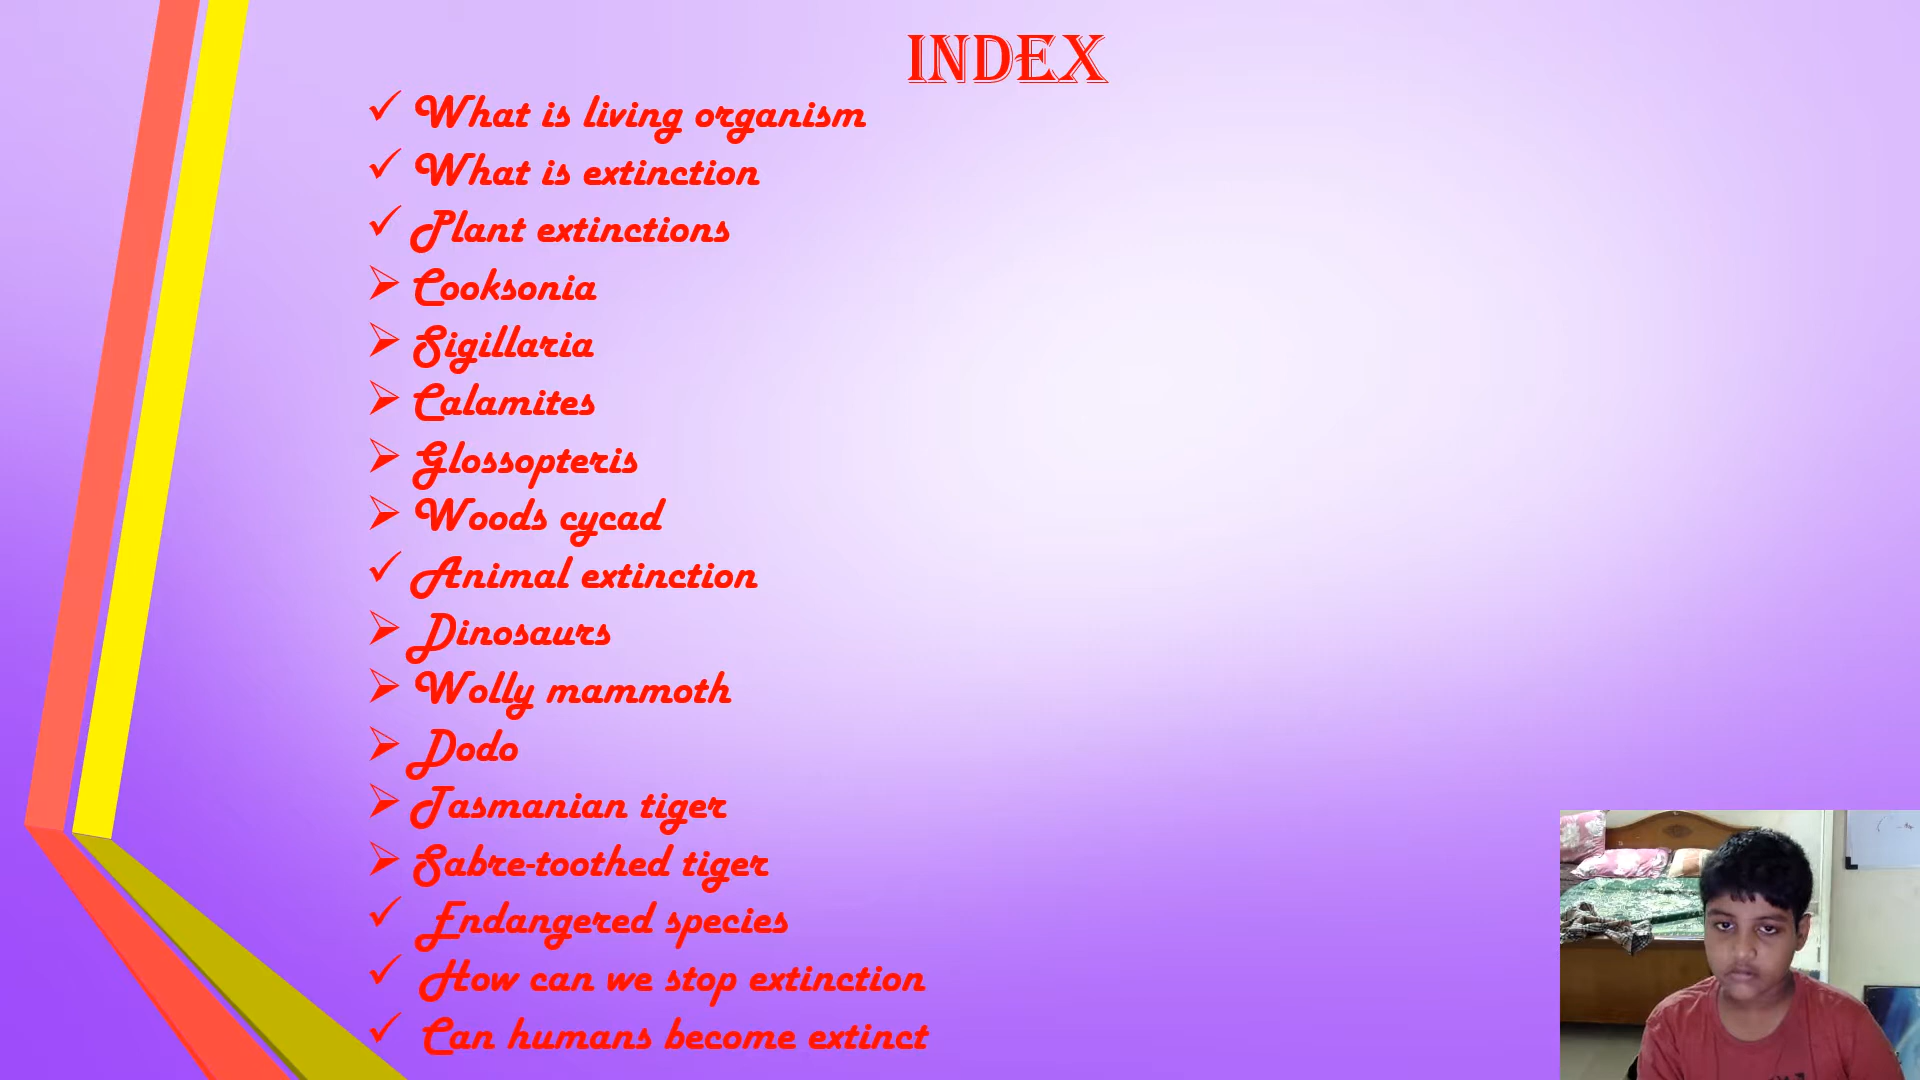 INDEX
✓ What is living organism
✓ What is extinction
✓ Plant extinctions
➢ Cooksonia
➢ Sigillaria
➢ Calamites
➢ Glossopteris
➢ Woods cycad
✓ Animal extinction
➢ Dinosaurs
➢ Wolly mammoth
➢ Dodo
➢ Tasmanian tiger
➢ Sabre-toothed tiger
✓ Endangered species
✓ How can we stop extinction
✓ Can humans become extinct